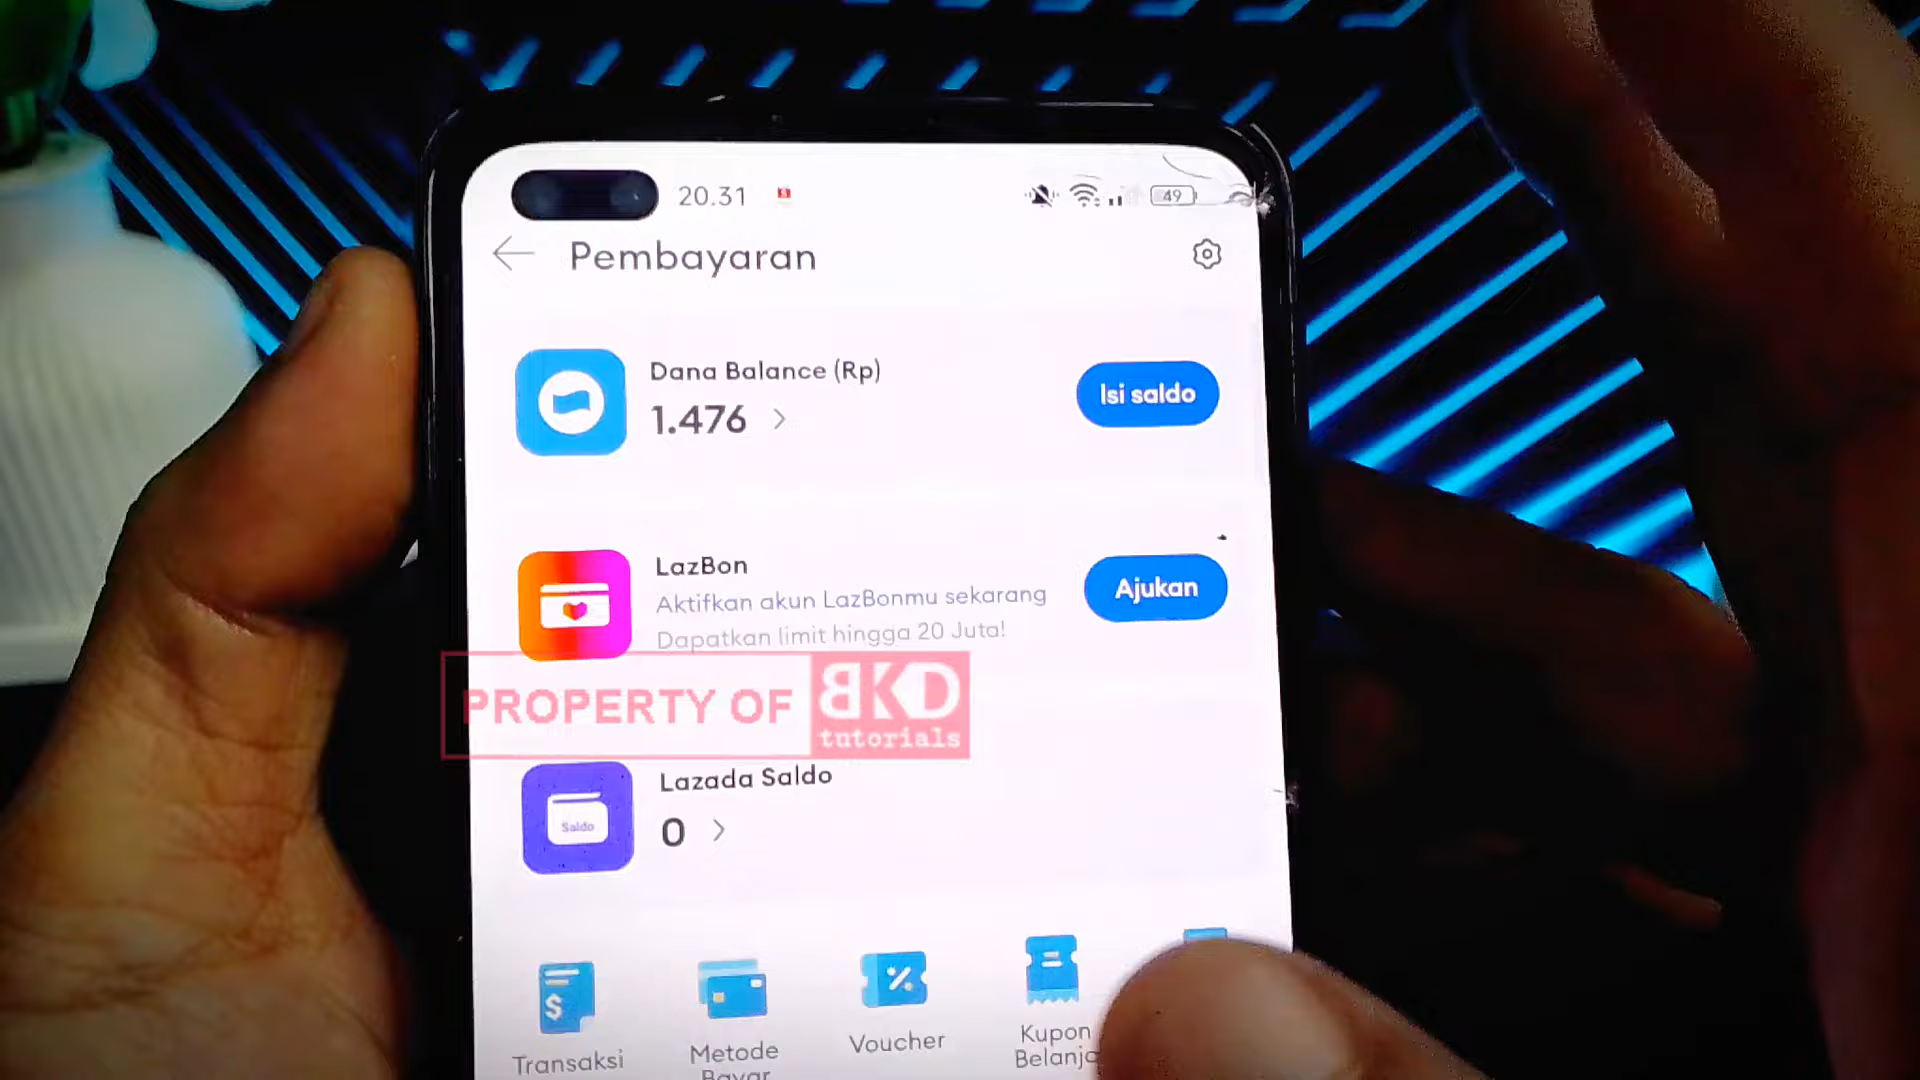 20.31
49
Pembayaran
Dana Balance (Rp)
1.476
Isi saldo
LazBon
Aktifkan akun LazBonmu sekarang
Dapatkan limit hingga 20 Juta!
Ajukan
PROPERTY OF BKD
tutorials
Lazada Saldo
Saldo
0
Transaksi
Metode
Bayar
Voucher
Kupon
Belanja